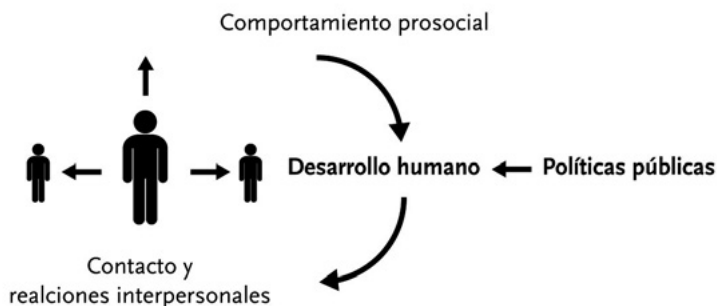 Comportamiento prosocial
Desarrollo humano
Políticas públicas
Contacto y
realciones interpersonales